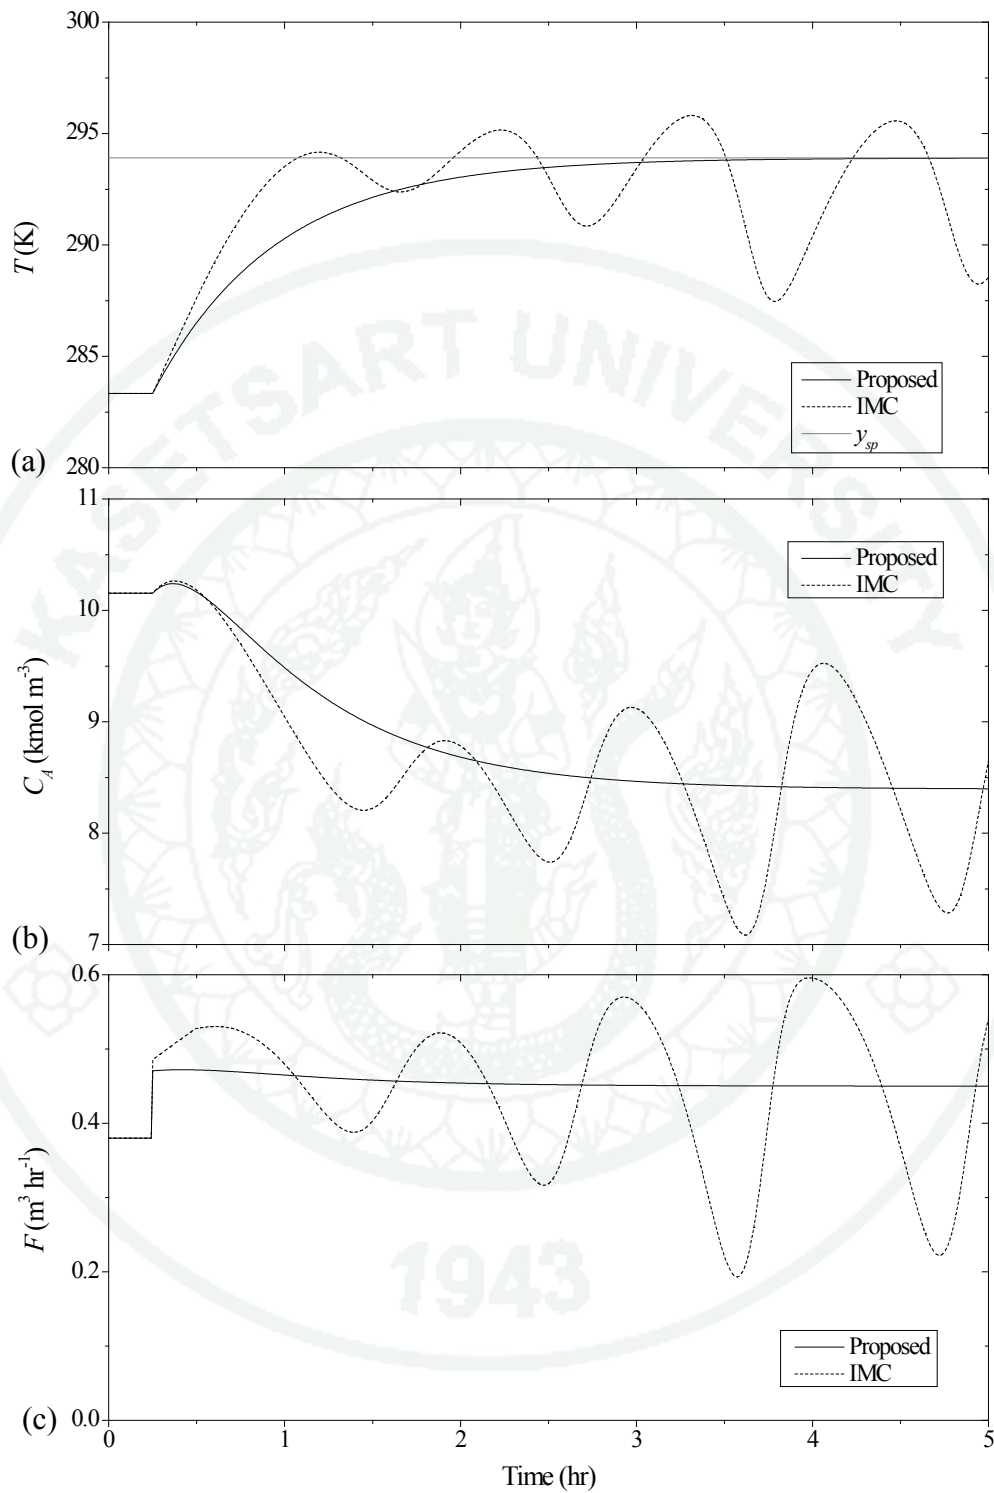 300
295
290
285
280
T (K)
Proposed
IMC
y_sp
(a)
11
10
9
8
7
C_A (kmol m⁻³)
Proposed
IMC
(b)
0.6
0.4
0.2
0.0
F (m³ hr⁻¹)
Proposed
IMC
(c)
0 1 2 3 4 5
Time (hr)
KASETSART UNIVERSITY
1943